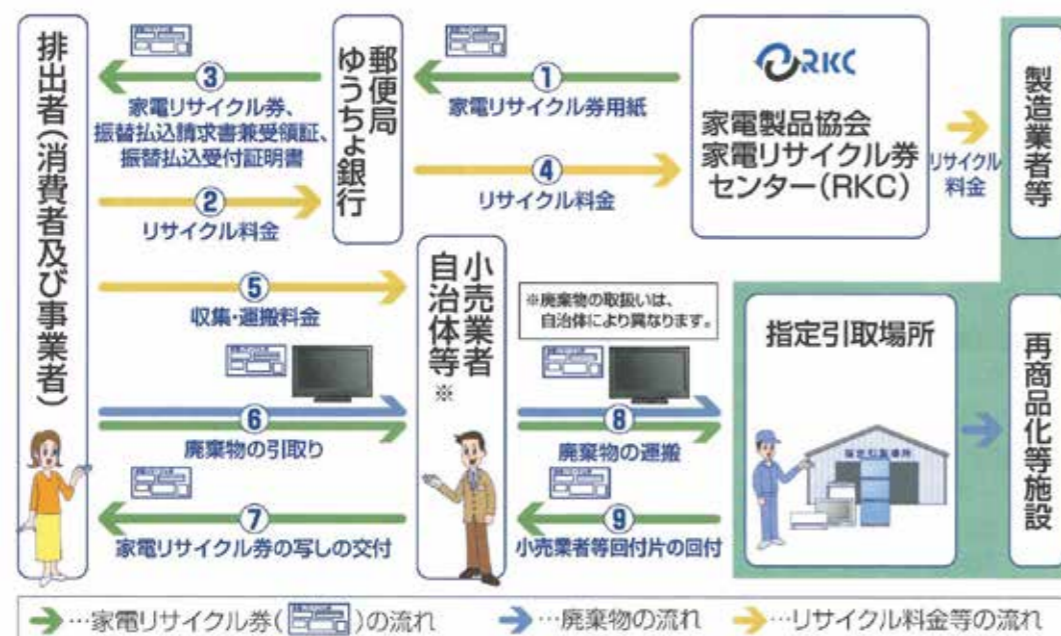 排出者(消費者及び事業者)
③
家電リサイクル券、
振替払込請求書兼受領証、
振替払込受付証明書
②
リサイクル料金
郵便局
ゆうちょ銀行
①
家電リサイクル券用紙
④
リサイクル料金
RKC
家電製品協会
家電リサイクル券
センター(RKC)
リサイクル
料金
製造業者等
⑤
収集・運搬料金
⑥
廃棄物の引取り
⑦
家電リサイクル券の写しの交付
小売業者
自治体等
※
※廃棄物の取扱いは、
自治体により異なります。
⑧
廃棄物の運搬
⑨
小売業者等回付片の回付
指定引取場所
指定引取場所
再商品化等施設
…家電リサイクル券( )の流れ
…廃棄物の流れ
…リサイクル料金等の流れ